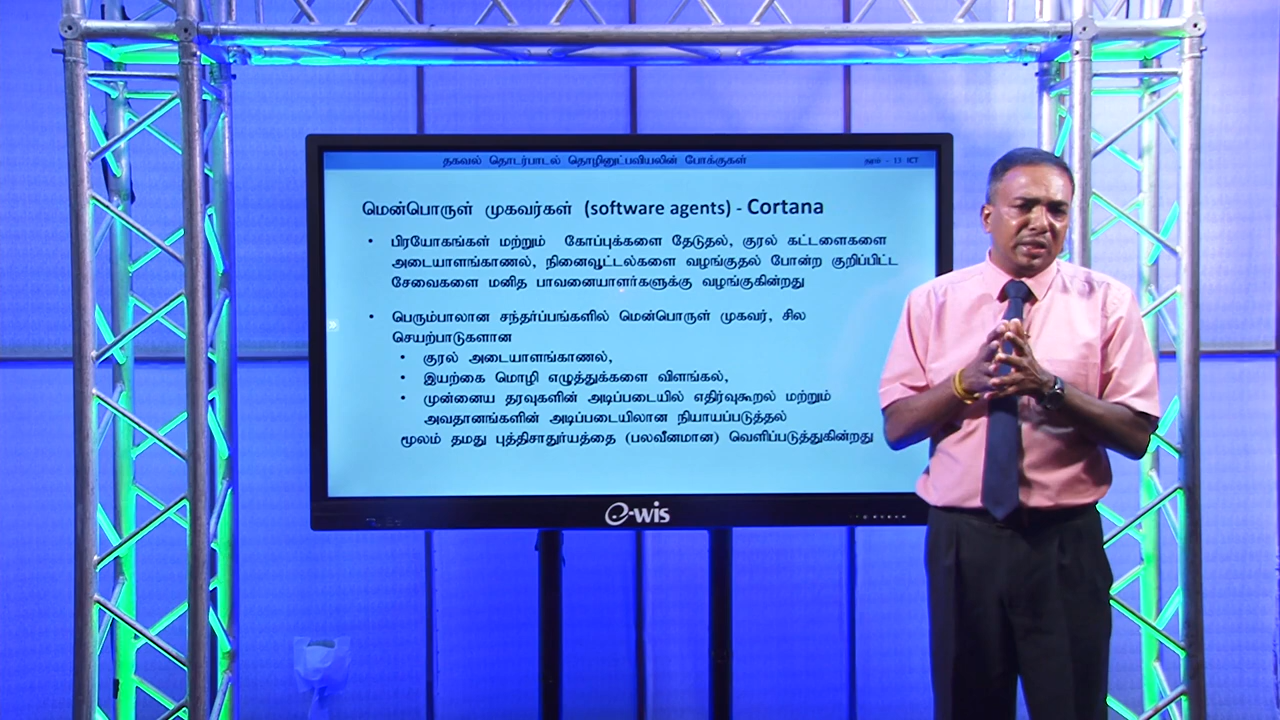 தகவல் தொடர்பாடல் தொழினுட்பவியலின் போக்குகள்
தரம் - 13 ICT
மென்பொருள் முகவர்கள் (software agents) - Cortana
• பிரயோகங்கள் மற்றும் கோப்புக்களை தேடுதல், குரல் கட்டளைகளை
அடையாளங்காணல், நினைவூட்டல்களை வழங்குதல் போன்ற குறிப்பிட்ட
சேவைகளை மனித பாவனையாளர்களுக்கு வழங்குகின்றது
• பெரும்பாலான சந்தர்ப்பங்களில் மென்பொருள் முகவர், சில
செயற்பாடுகளான
• குரல் அடையாளங்காணல்,
• இயற்கை மொழி எழுத்துக்களை விளங்கல்,
• முன்னைய தரவுகளின் அடிப்படையில் எதிர்வுகூறல் மற்றும்
அவதானங்களின் அடிப்படையிலான நியாயப்படுத்தல்
மூலம் தமது புத்திசாதுர்யத்தை (பலவீனமான) வெளிப்படுத்துகின்றது
e-wis